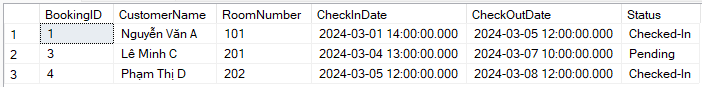 BookingID CustomerName RoomNumber CheckInDate CheckOutDate Status
1 1 Nguyễn Văn A 101 2024-03-01 14:00:00.000 2024-03-05 12:00:00.000 Checked-In
2 3 Lê Minh C 201 2024-03-04 13:00:00.000 2024-03-07 10:00:00.000 Pending
3 4 Phạm Thị D 202 2024-03-05 12:00:00.000 2024-03-08 12:00:00.000 Checked-In